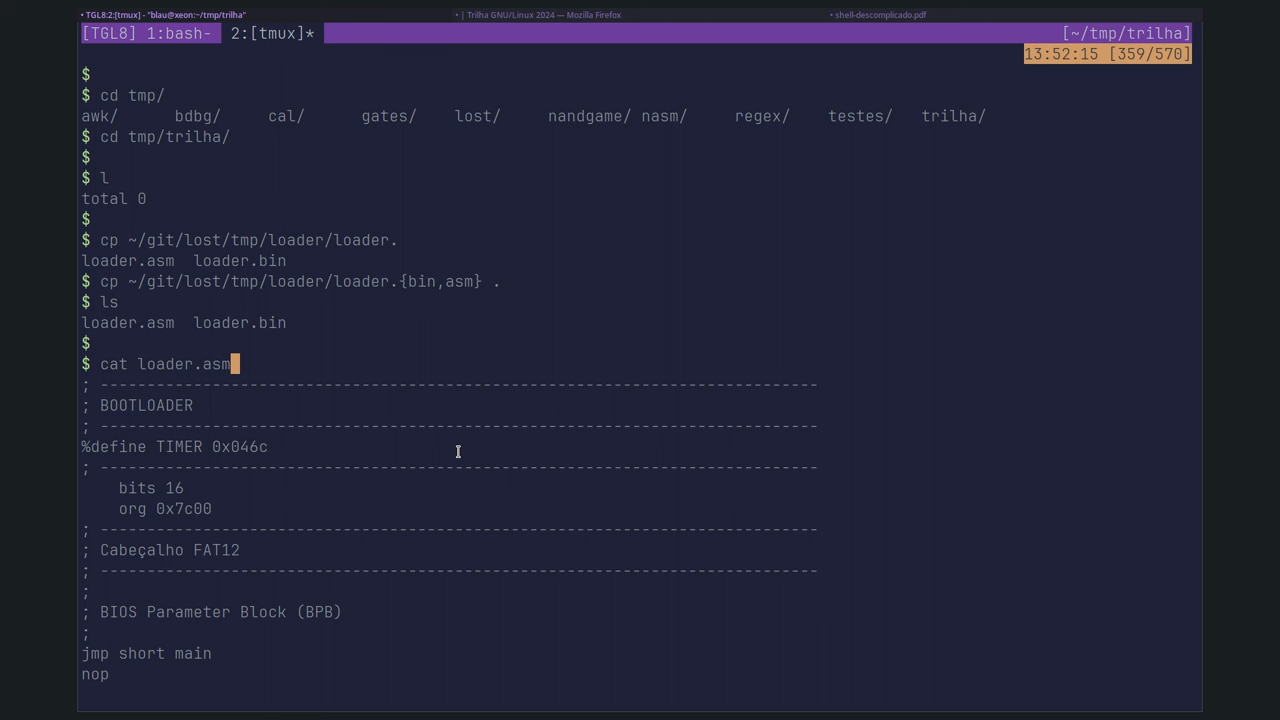 • TGL8:2:[tmux] - "blau@xeon:~/tmp/trilha"
• | Trilha GNU/Linux 2024 — Mozilla Firefox
• shell-descomplicado.pdf
[TGL8] 1:bash- 2:[tmux]* [~/tmp/trilha]
13:52:15 [359/570]
$
$ cd tmp/
awk/ bdbg/ cal/ gates/ lost/ nandgame/ nasm/ regex/ testes/ trilha/
$ cd tmp/trilha/
$
$ l
total 0
$
$ cp ~/git/lost/tmp/loader/loader.
loader.asm loader.bin
$ cp ~/git/lost/tmp/loader/loader.{bin,asm} .
$ ls
loader.asm loader.bin
$
$ cat loader.asm
; -----------------------------------------------------------------------------
; BOOTLOADER
; -----------------------------------------------------------------------------
%define TIMER 0x046c
; -----------------------------------------------------------------------------
bits 16
org 0x7c00
; -----------------------------------------------------------------------------
; Cabeçalho FAT12
; -----------------------------------------------------------------------------
;
; BIOS Parameter Block (BPB)
;
jmp short main
nop